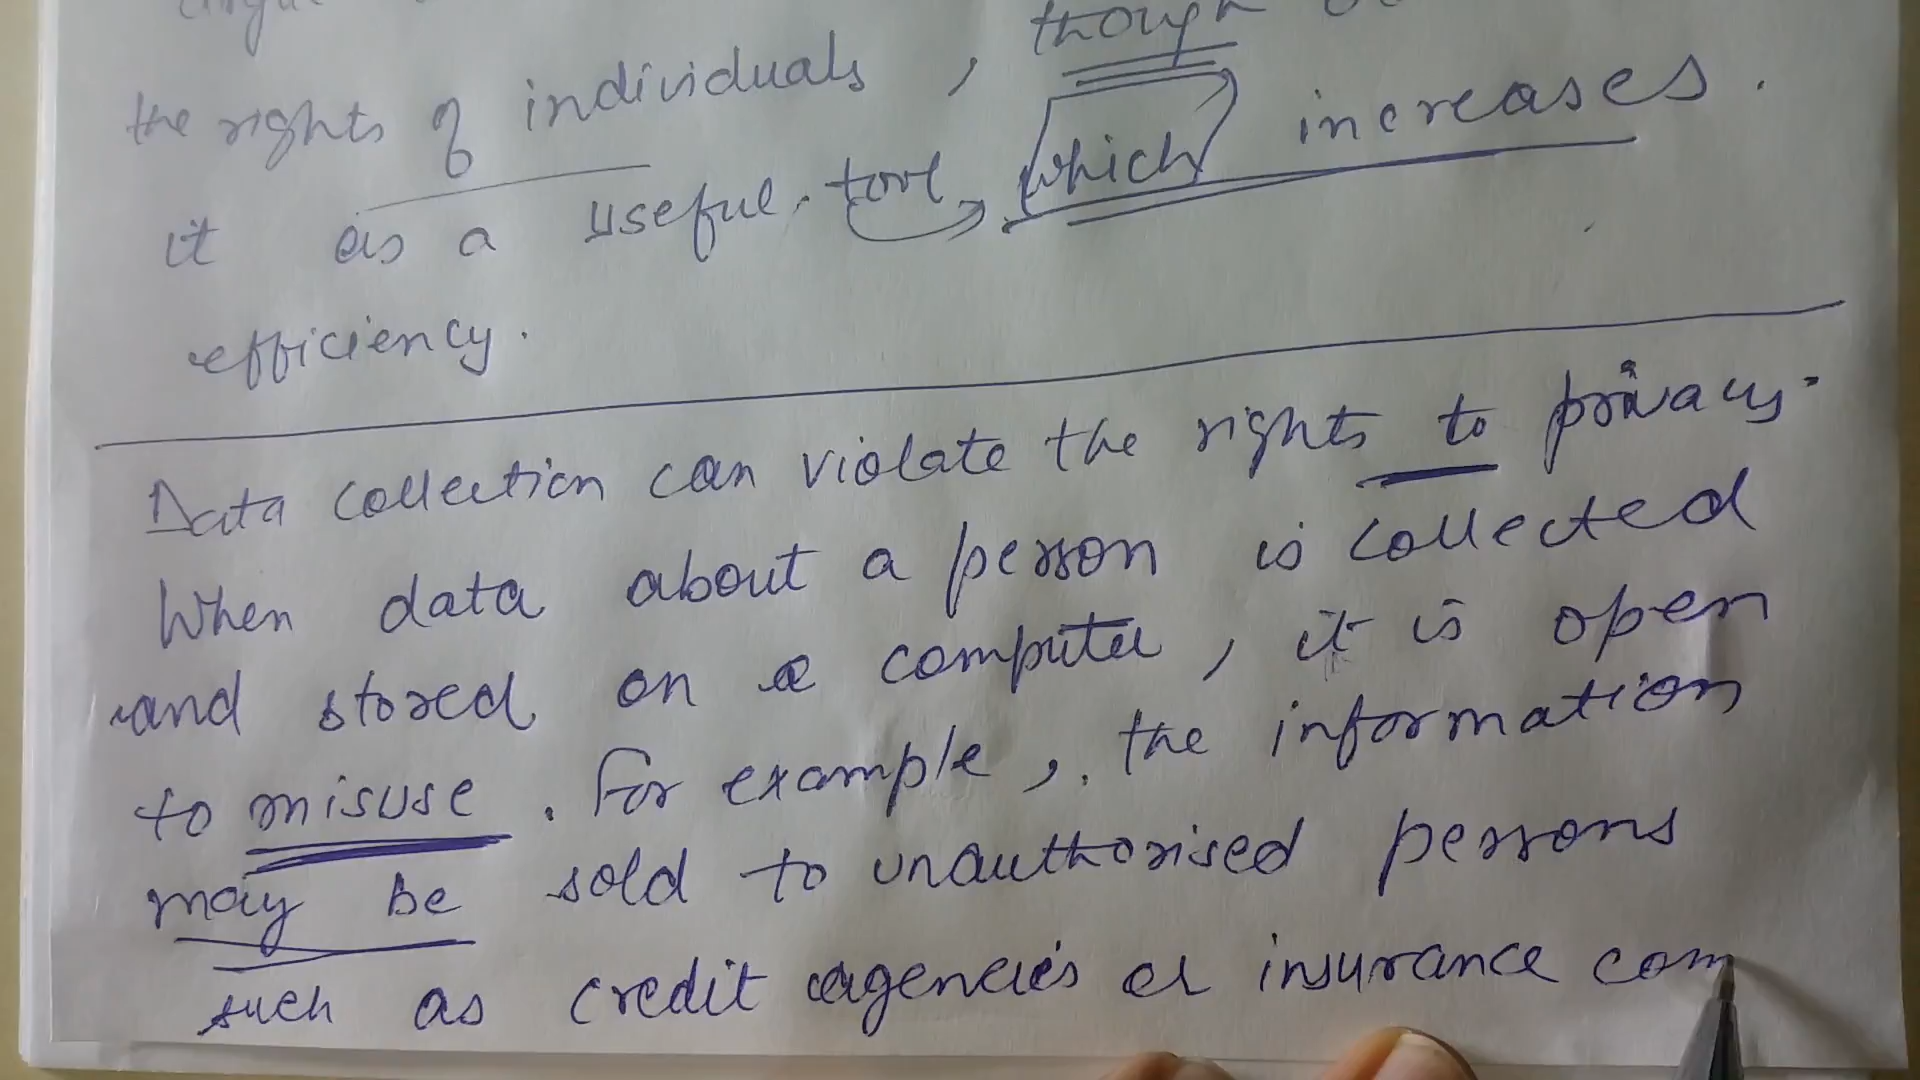 though
the rights of individuals,
it as a useful tool, which increases.
efficiency.
Data collection can violate the rights to privacy.
When data about a person is collected
and stored on a computer, it is open
to misuse. For example, the information
may be sold to unauthorised persons
such as credit agencies or insurance com